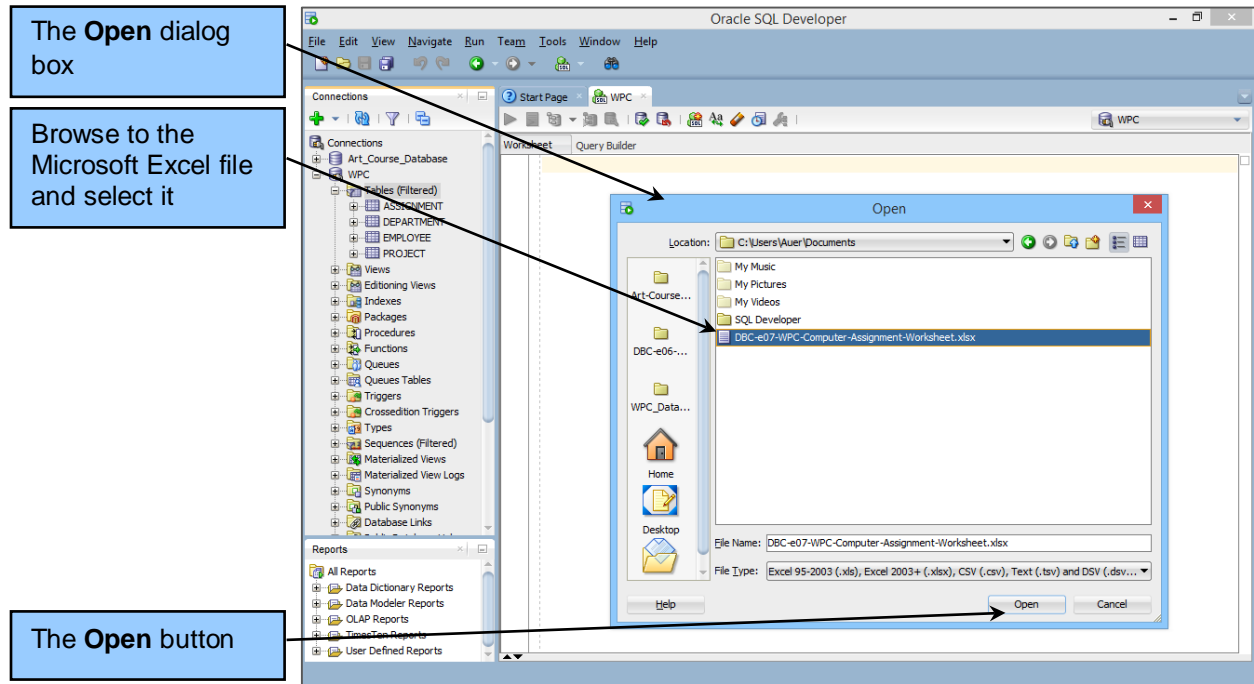 The Open dialog
box
Browse to the
Microsoft Excel file
and select it
The Open button
Oracle SQL Developer
File Edit View Navigate Run Team Tools Window Help
Connections
Start Page
WPC
WPC
Worksheet
Query Builder
Connections
Art_Course_Database
WPC
Tables (Filtered)
ASSIGNMENT
DEPARTMENT
EMPLOYEE
PROJECT
Views
Editioning Views
Indexes
Packages
Procedures
Functions
Queues
Queues Tables
Triggers
Crossedition Triggers
Types
Sequences (Filtered)
Materialized Views
Materialized View Logs
Synonyms
Public Synonyms
Database Links
Reports
All Reports
Data Dictionary Reports
Data Modeler Reports
OLAP Reports
TimesTen Reports
User Defined Reports
Open
Location: C:\Users\Auer\Documents
Art-Course...
DBC-e06-...
WPC_Data...
Home
Desktop
My Music
My Pictures
My Videos
SQL Developer
DBC-e07-WPC-Computer-Assignment-Worksheet.xlsx
File Name: DBC-e07-WPC-Computer-Assignment-Worksheet.xlsx
File Type: Excel 95-2003 (.xls), Excel 2003+ (.xlsx), CSV (.csv), Text (.tsv) and DSV (.dsv...
Help
Open
Cancel